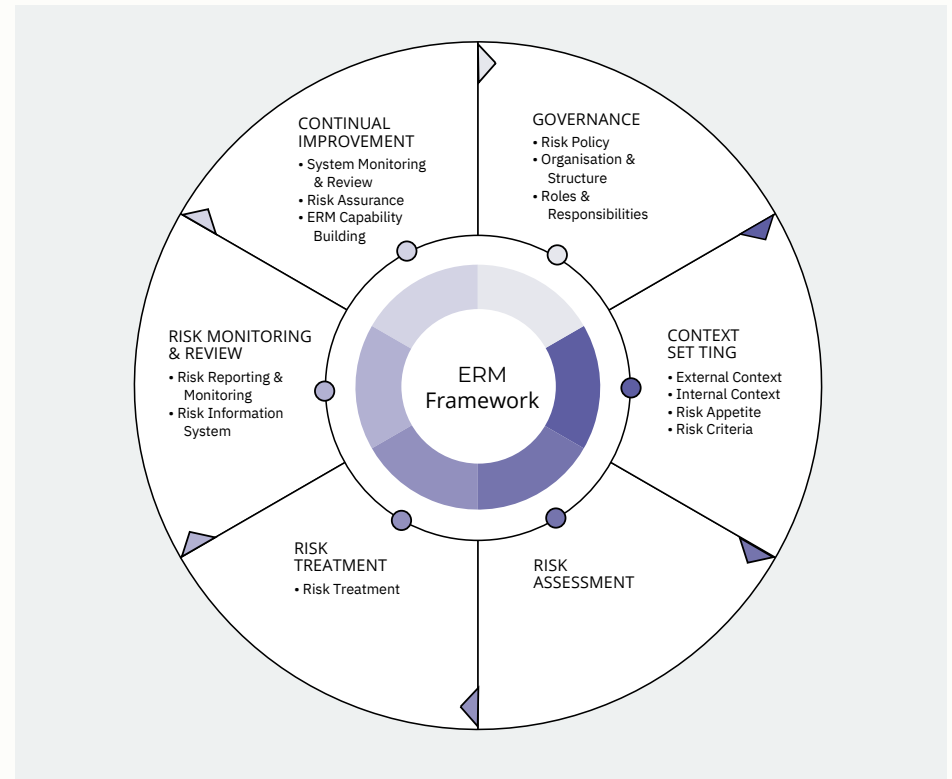 CONTINUAL
IMPROVEMENT
• System Monitoring
& Review
• Risk Assurance
• ERM Capability
Building
GOVERNANCE
• Risk Policy
• Organisation &
Structure
• Roles &
Responsibilities
RISK MONITORING
& REVIEW
• Risk Reporting &
Monitoring
• Risk Information
System
ERM
Framework
CONTEXT
SET TING
• External Context
• Internal Context
• Risk Appetite
• Risk Criteria
RISK
TREATMENT
• Risk Treatment
RISK
ASSESSMENT